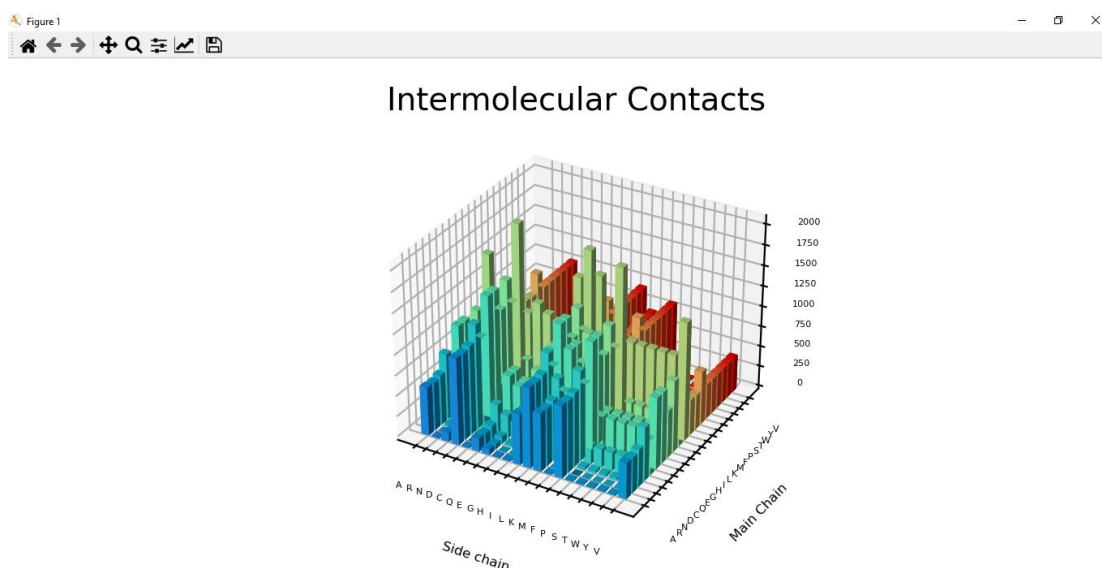 Figure 1
Intermolecular Contacts
2000
1750
1500
1250
1000
750
500
250
0
A R N D C Q E G H I L K M F P S T W Y V
Side chain
A R N D C Q E G H I L K M F P S T W Y V
Main Chain